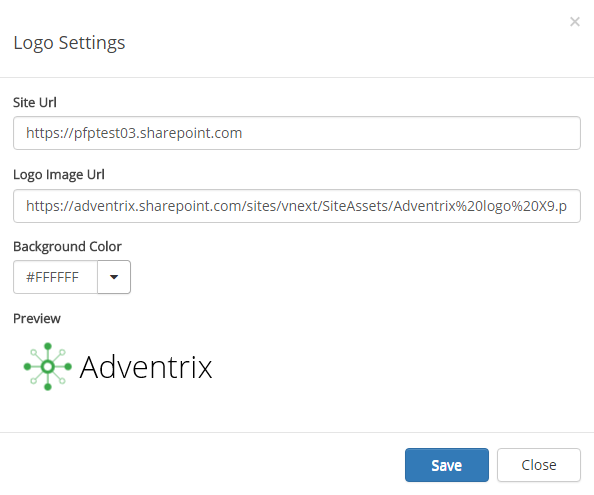 ×
Logo Settings
Site Url
https://pfptest03.sharepoint.com
Logo Image Url
https://adventrix.sharepoint.com/sites/vnext/SiteAssets/Adventrix%20logo%20X9.p
Background Color
#FFFFFF
Preview
Adventrix
Save Close